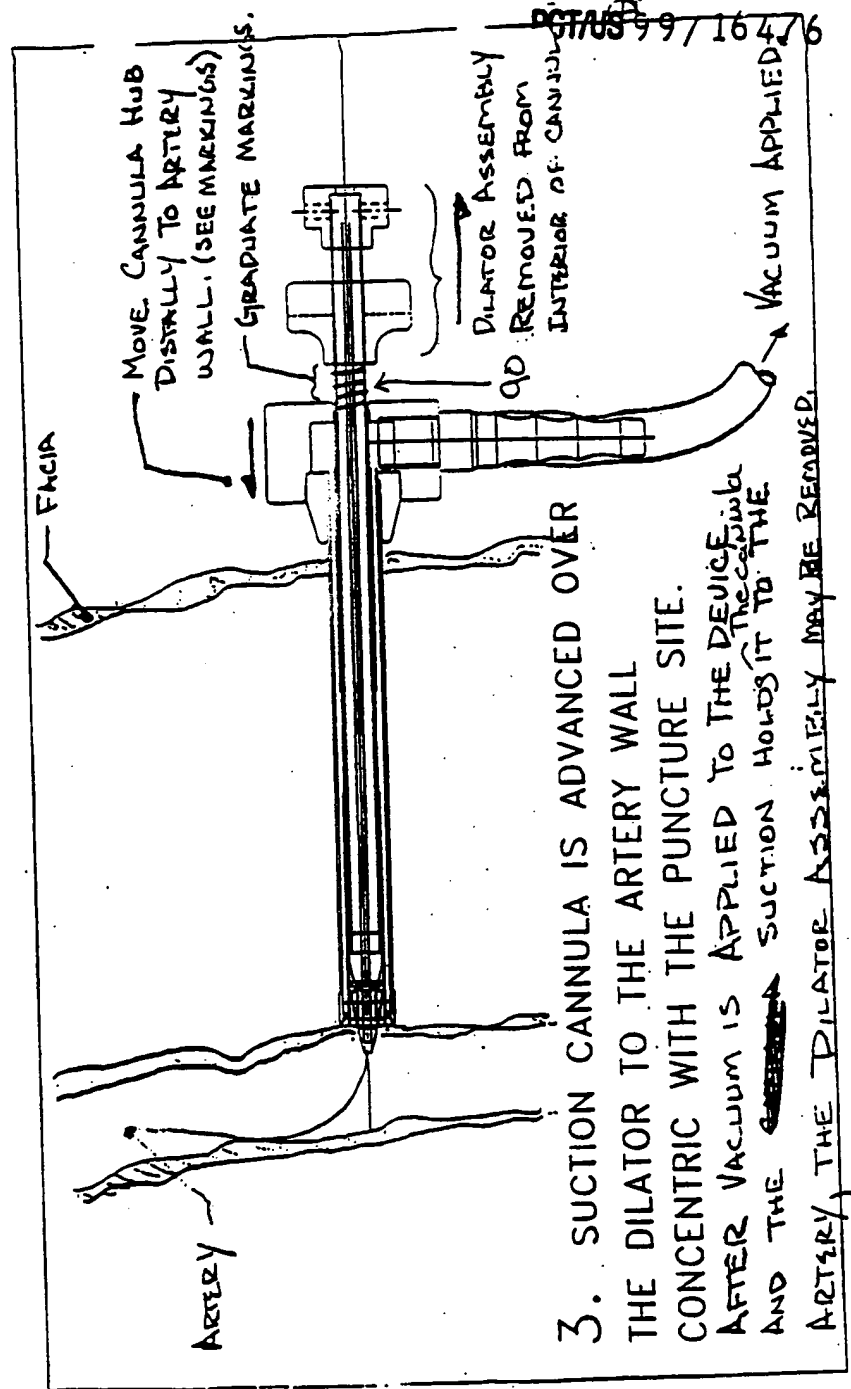 PCT/US 99/16476
FACIA
MOVE CANNULA HUB
DISTALLY TO ARTERY
WALL. (SEE MARKINGS)
GRADUATE MARKINGS.
DILATOR ASSEMBLY
REMOVED FROM
INTERIOR OF CANNUL
90
VACUUM APPLIED.
ARTERY
3. SUCTION CANNULA IS ADVANCED OVER
THE DILATOR TO THE ARTERY WALL
CONCENTRIC WITH THE PUNCTURE SITE.
AFTER VACUUM IS APPLIED TO THE DEVICE
AND THE SUCTION HOLDS IT TO THE
The cannula
ARTERY, THE DILATOR ASSEMBLY MAY BE REMOVED.